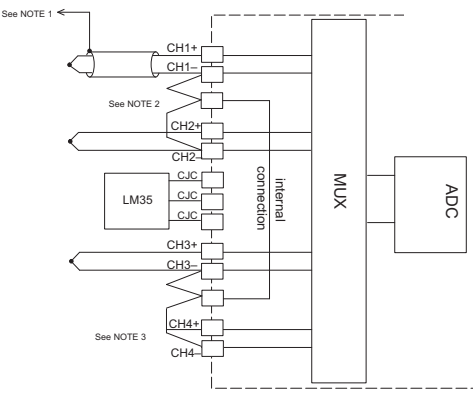 See NOTE 1
CH1+
CH1–
See NOTE 2
CH2+
CH2–
CJC
CJC
CJC
LM35
internal
connection
MUX
ADC
CH3+
CH3–
CH4+
See NOTE 3
CH4–